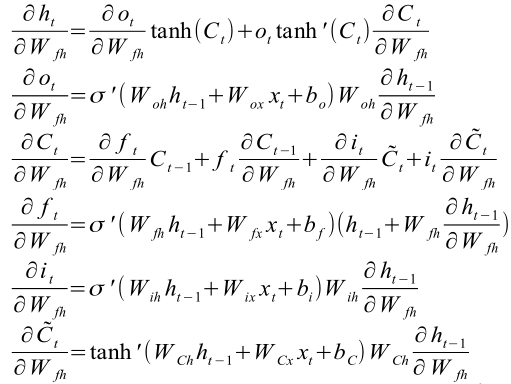 ∂h_t/∂W_fh = ∂o_t/∂W_fh tanh(C_t) + o_t tanh'(C_t) ∂C_t/∂W_fh
∂o_t/∂W_fh = σ'(W_oh h_{t-1} + W_ox x_t + b_o) W_oh ∂h_{t-1}/∂W_fh
∂C_t/∂W_fh = ∂f_t/∂W_fh C_{t-1} + f_t ∂C_{t-1}/∂W_fh + ∂i_t/∂W_fh C̃_t + i_t ∂C̃_t/∂W_fh
∂f_t/∂W_fh = σ'(W_fh h_{t-1} + W_fx x_t + b_f)(h_{t-1} + W_fh ∂h_{t-1}/∂W_fh)
∂i_t/∂W_fh = σ'(W_ih h_{t-1} + W_ix x_t + b_i) W_ih ∂h_{t-1}/∂W_fh
∂C̃_t/∂W_fh = tanh'(W_Ch h_{t-1} + W_Cx x_t + b_C) W_Ch ∂h_{t-1}/∂W_fh